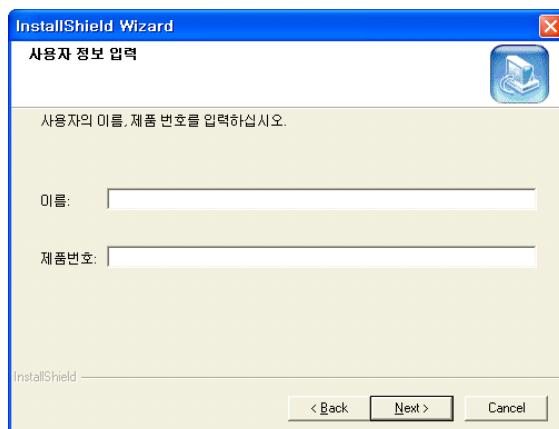 InstallShield Wizard
사용자 정보 입력
사용자의 이름, 제품 번호를 입력하십시오.
이름:
제품번호:
InstallShield
< Back Next > Cancel